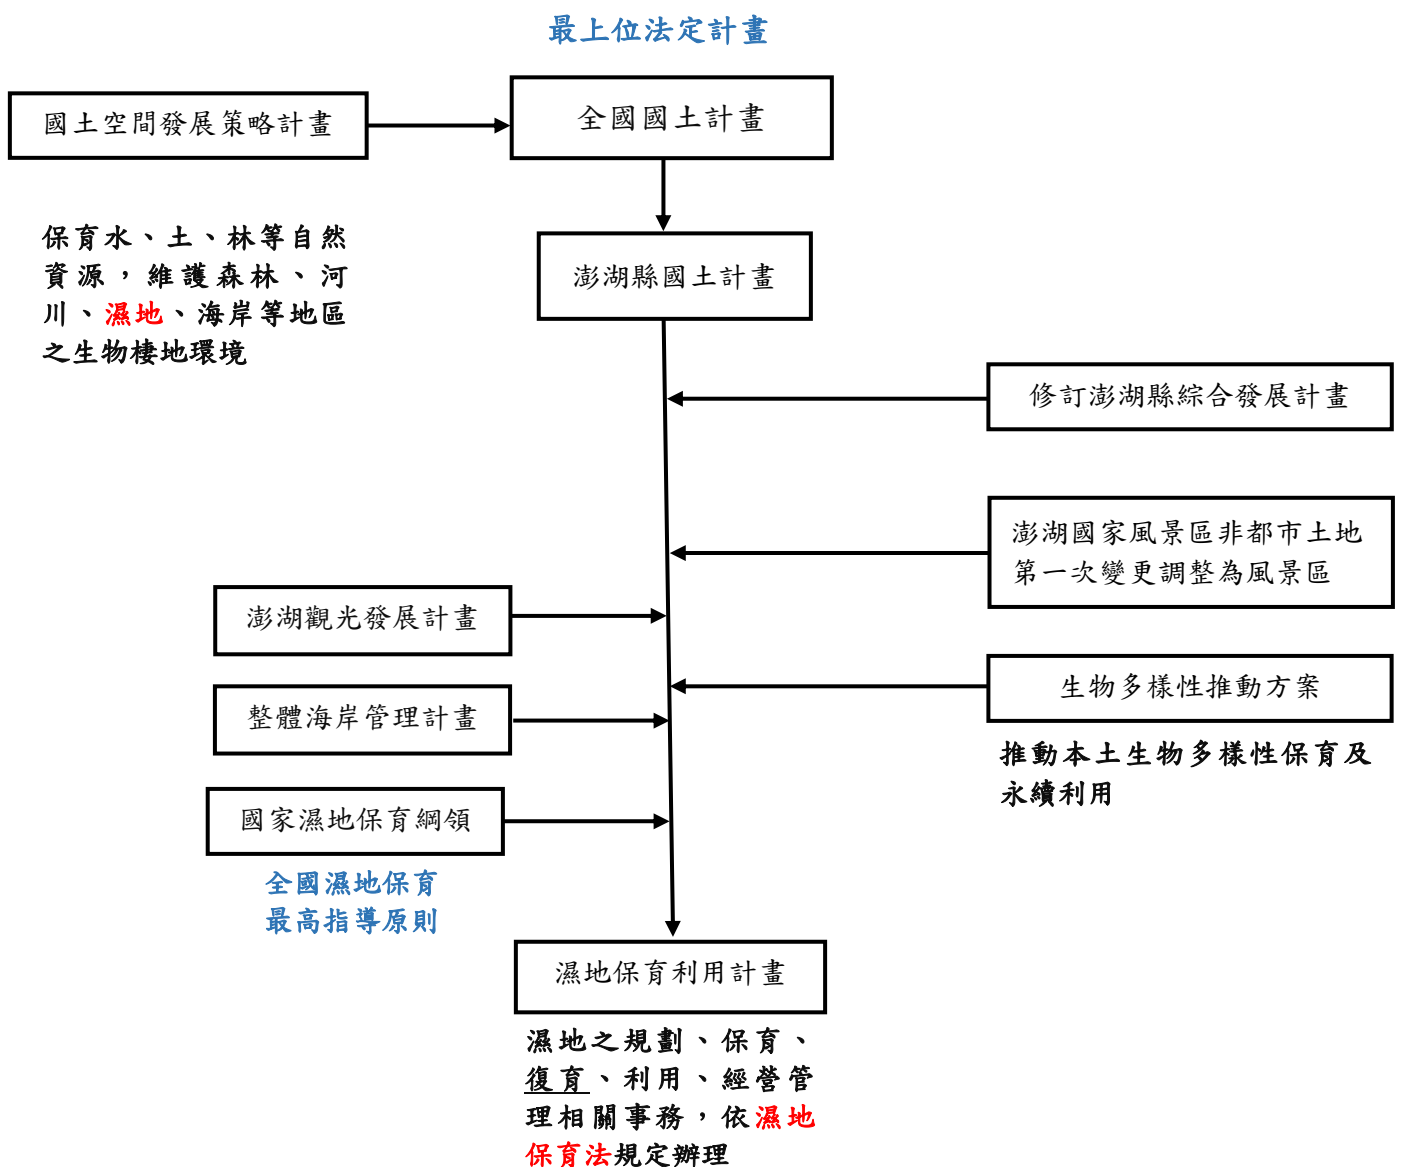 最上位法定計畫
國土空間發展策略計畫
全國國土計畫
保育水、土、林等自然
資源，維護森林、河
川、濕地、海岸等地區
之生物棲地環境
澎湖縣國土計畫
修訂澎湖縣綜合發展計畫
澎湖國家風景區非都市土地
第一次變更調整為風景區
澎湖觀光發展計畫
生物多樣性推動方案
整體海岸管理計畫
推動本土生物多樣性保育及
永續利用
國家濕地保育綱領
全國濕地保育
最高指導原則
濕地保育利用計畫
濕地之規劃、保育、
復育、利用、經營管
理相關事務，依濕地
保育法規定辦理